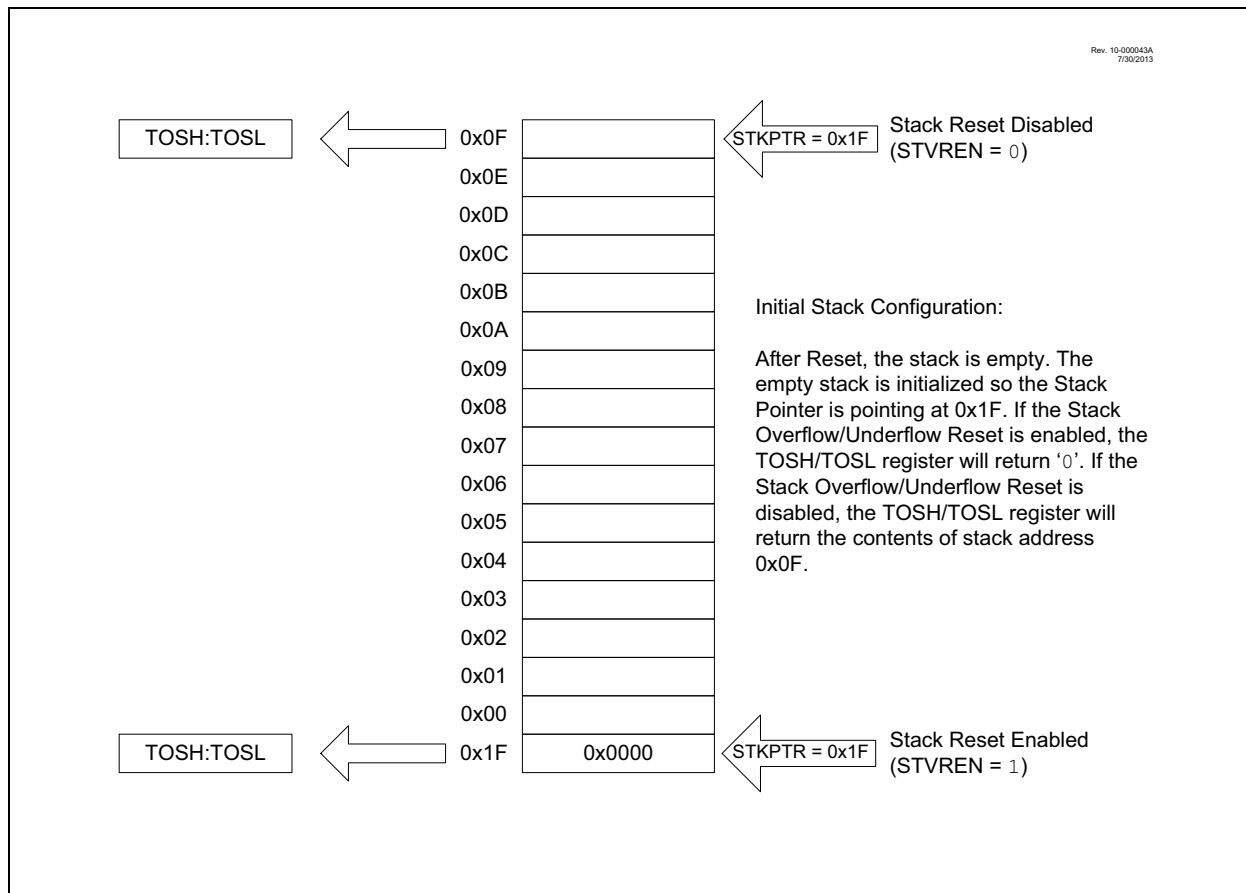 Rev. 10-000043A
7/30/2013
TOSH:TOSL
0x0F
STKPTR = 0x1F
Stack Reset Disabled
(STVREN = 0)
0x0E
0x0D
0x0C
0x0B
0x0A
0x09
0x08
0x07
0x06
0x05
0x04
0x03
0x02
0x01
0x00
Initial Stack Configuration:
After Reset, the stack is empty. The
empty stack is initialized so the Stack
Pointer is pointing at 0x1F. If the Stack
Overflow/Underflow Reset is enabled, the
TOSH/TOSL register will return ‘0’. If the
Stack Overflow/Underflow Reset is
disabled, the TOSH/TOSL register will
return the contents of stack address
0x0F.
TOSH:TOSL
0x1F
0x0000
STKPTR = 0x1F
Stack Reset Enabled
(STVREN = 1)